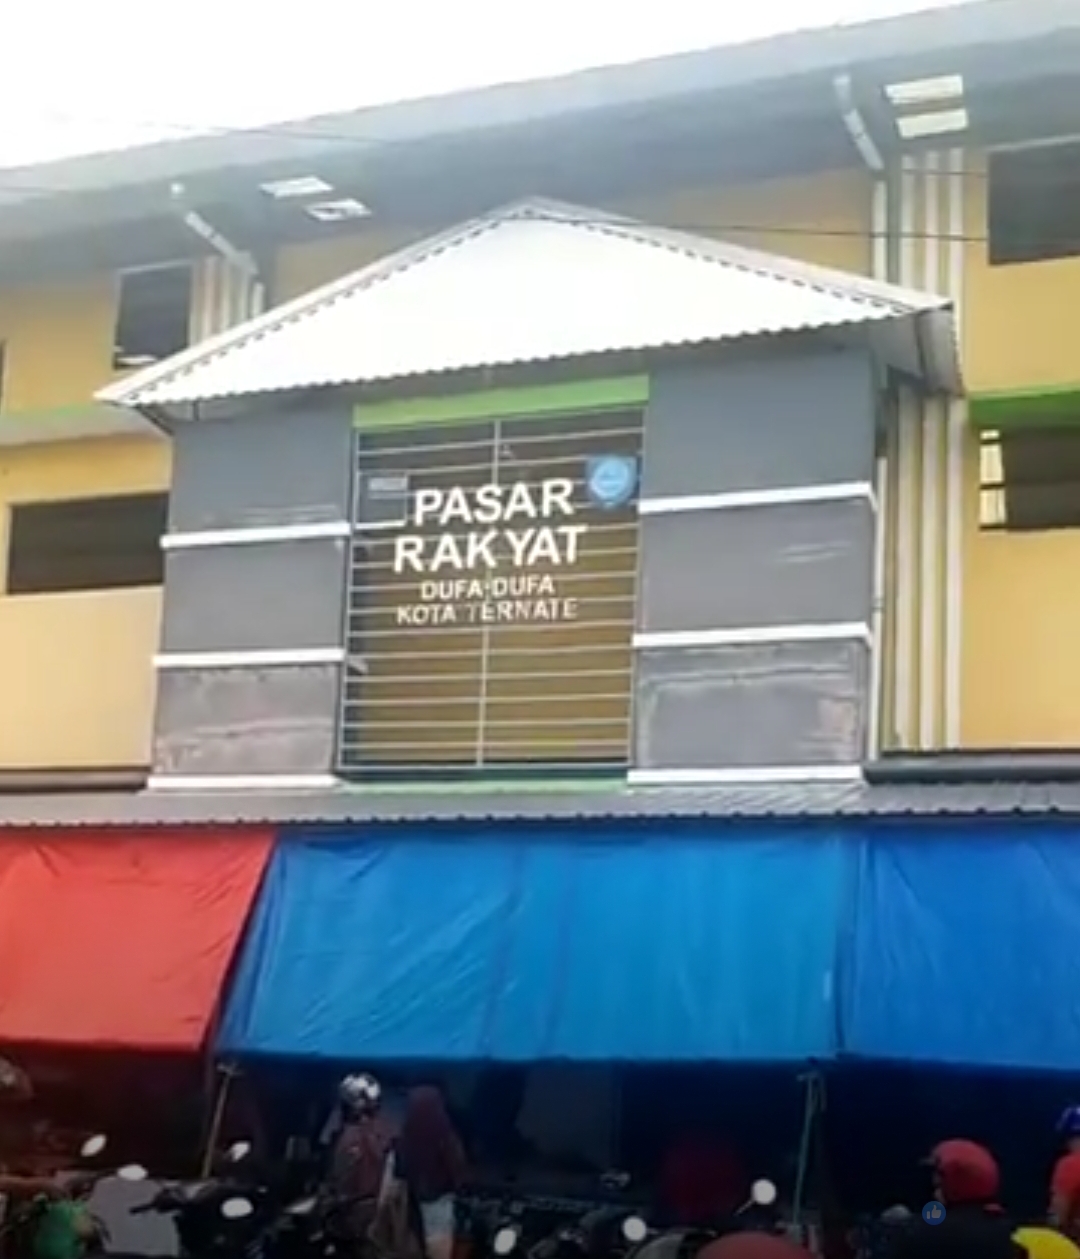 PASAR
RAKYAT
DUFA-DUFA
KOTA TERNATE